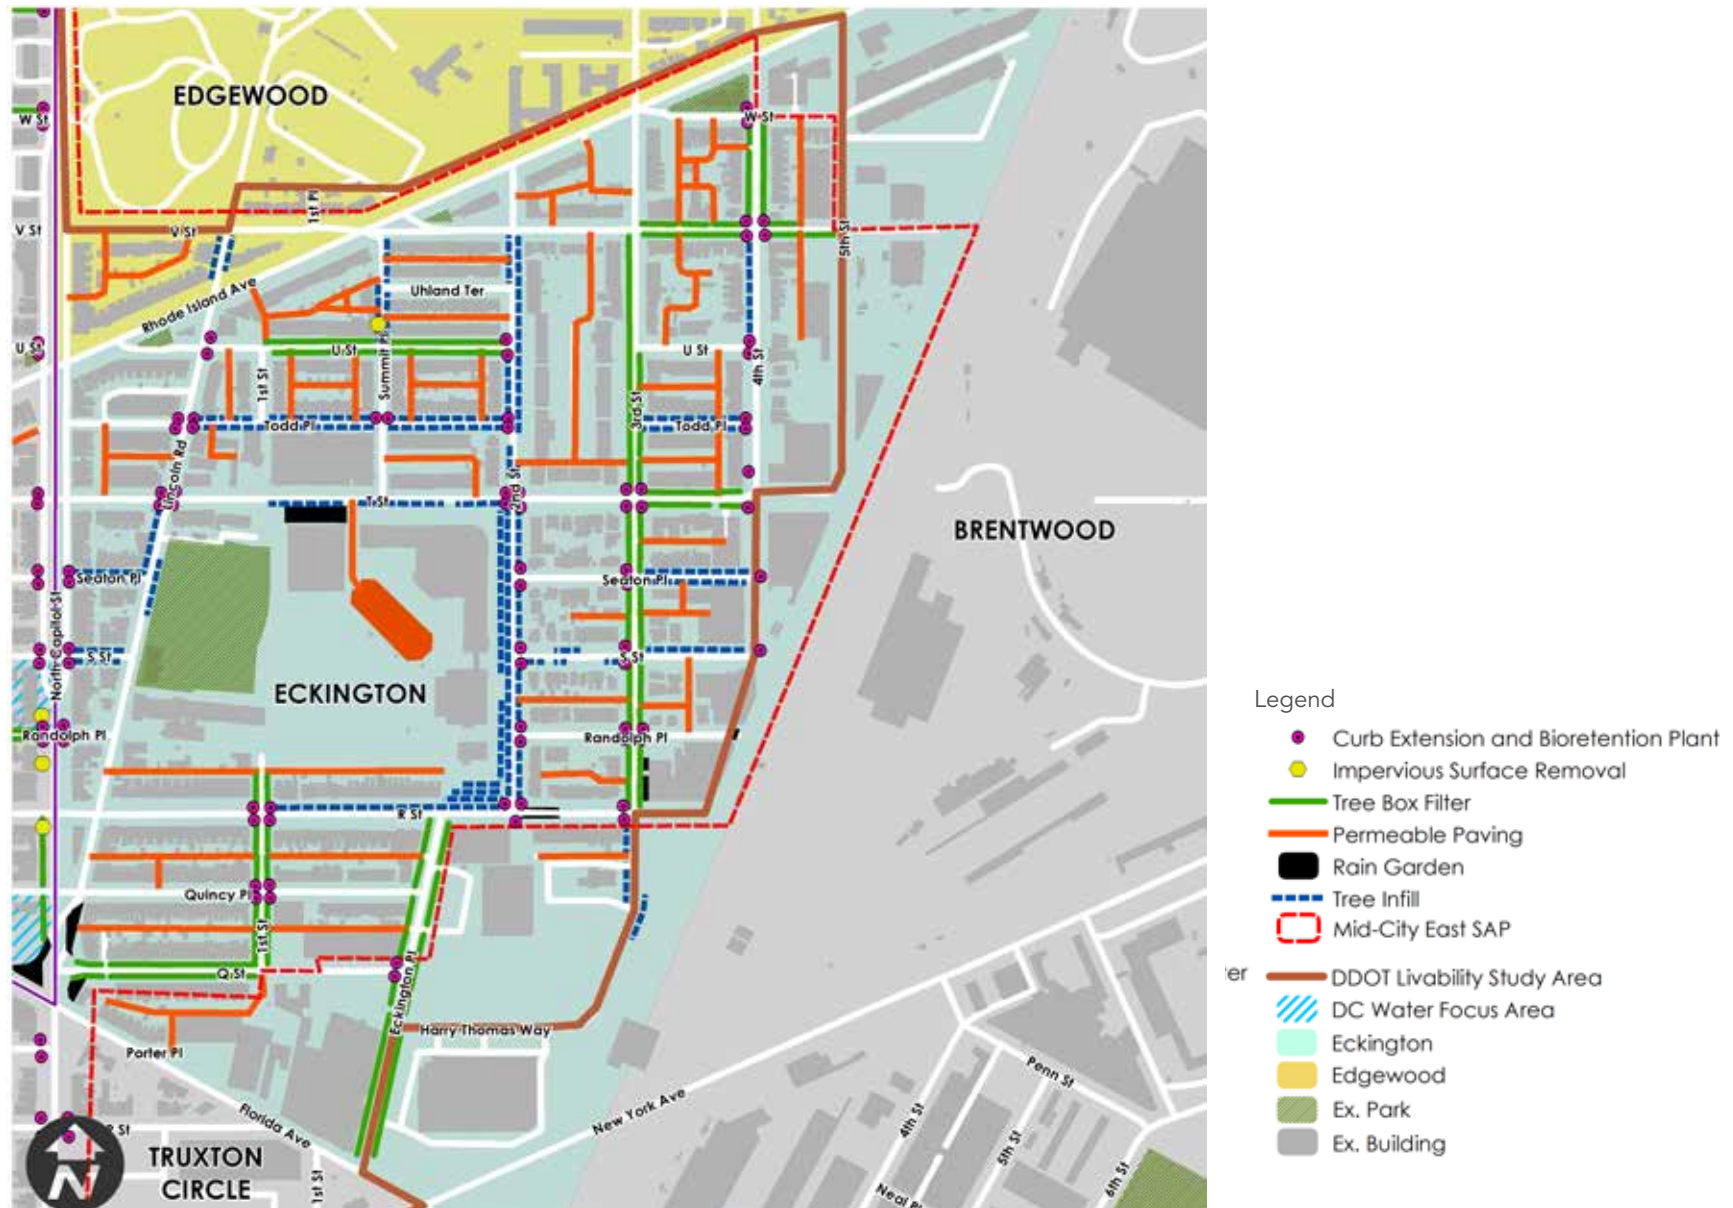 EDGEWOOD
W St
W St
1st Pl
V St
V St
5th St
Rhode Island Ave
Uhland Ter
U St
U St
Summit Pl
U St
1st St
4th St
3rd St
Todd Pl
Todd Pl
Lincoln Rd
2nd St
T St
BRENTWOOD
Seaton Pl
Seaton Pl
North Capitol St
S St
S St
ECKINGTON
Randolph Pl
Randolph Pl
R St
Quincy Pl
1st St
Q St
Eckington Pl
Harry Thomas Way
Porter Pl
Florida Ave
New York Ave
Penn St
4th St
5th St
6th St
Neal Pl
P St
N
TRUXTON
CIRCLE
1st St
Legend
Curb Extension and Bioretention Plant
Impervious Surface Removal
Tree Box Filter
Permeable Paving
Rain Garden
Tree Infill
Mid-City East SAP
er
DDOT Livability Study Area
DC Water Focus Area
Eckington
Edgewood
Ex. Park
Ex. Building